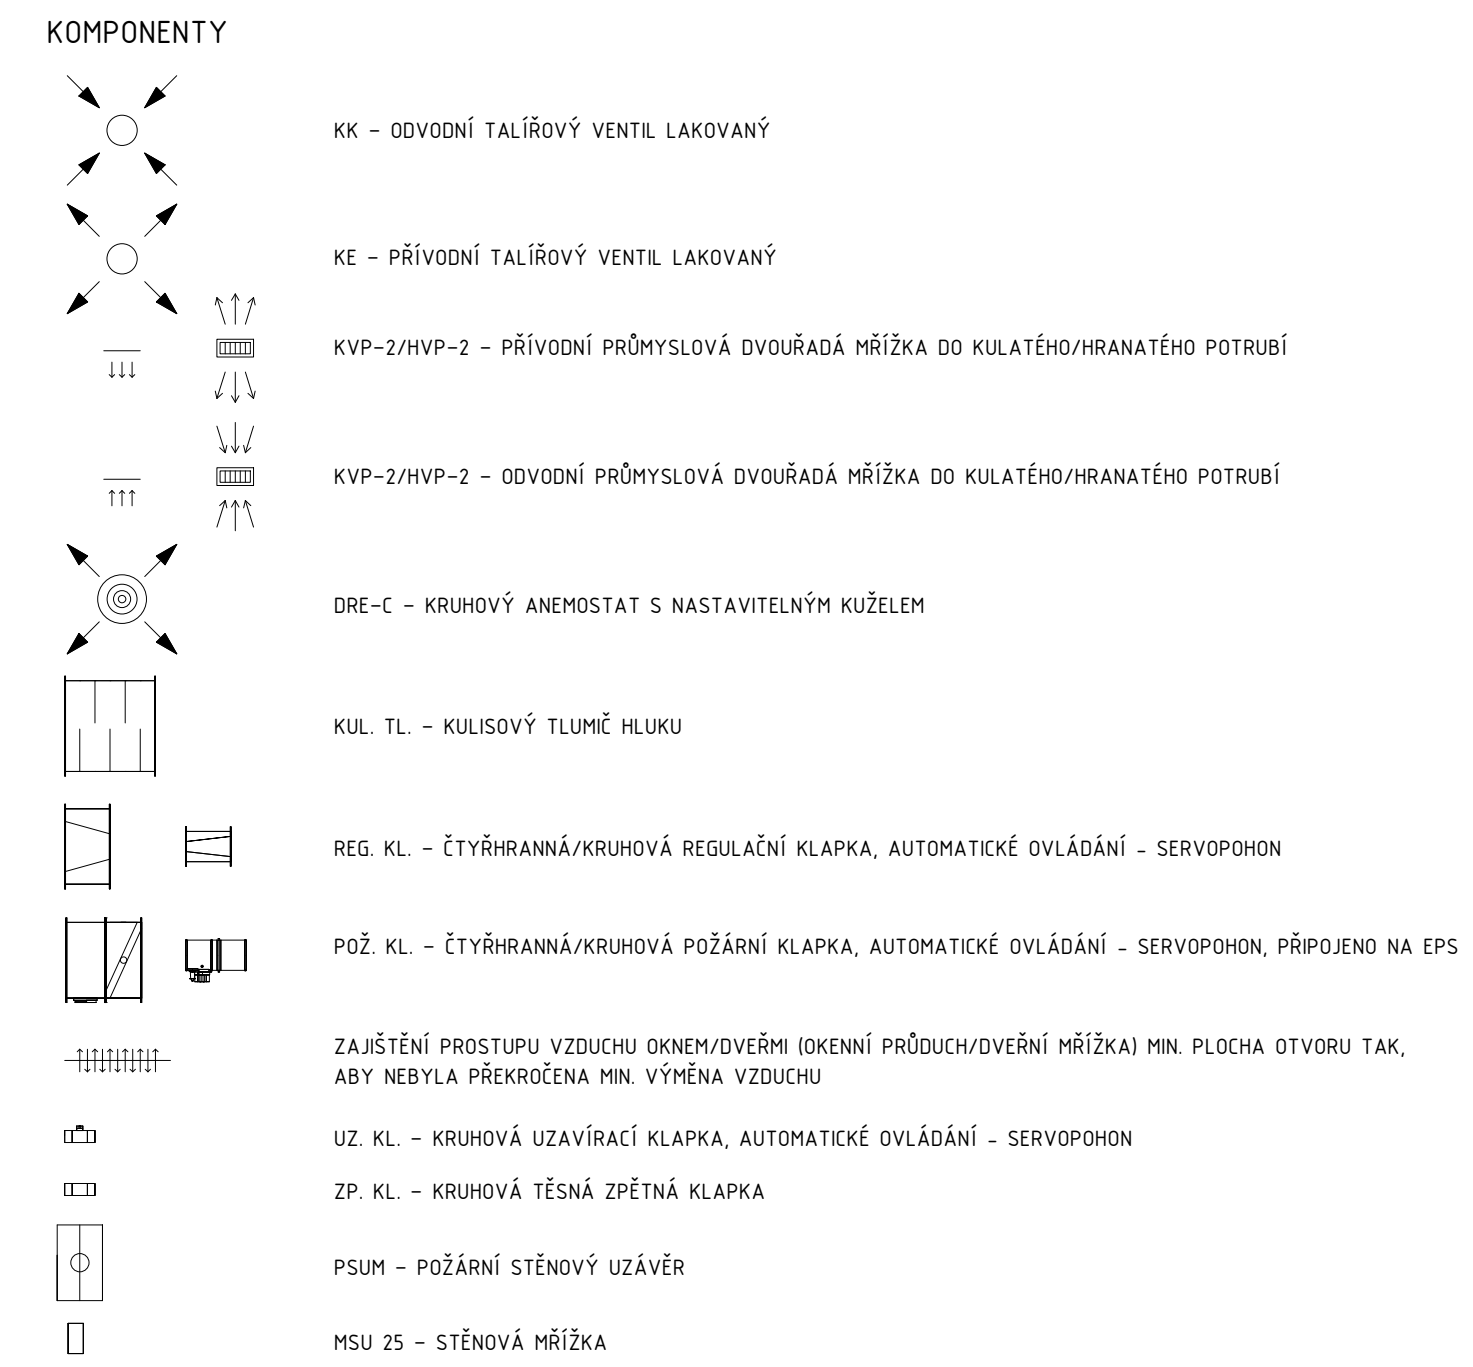 KOMPONENTY
KK - ODVODNÍ TALÍŘOVÝ VENTIL LAKOVANÝ
KE - PŘÍVODNÍ TALÍŘOVÝ VENTIL LAKOVANÝ
KVP-2/HVP-2 - PŘÍVODNÍ PRŮMYSLOVÁ DVOUŘADÁ MŘÍŽKA DO KULATÉHO/HRANATÉHO POTRUBÍ
KVP-2/HVP-2 - ODVODNÍ PRŮMYSLOVÁ DVOUŘADÁ MŘÍŽKA DO KULATÉHO/HRANATÉHO POTRUBÍ
DRE-C - KRUHOVÝ ANEMOSTAT S NASTAVITELNÝM KUŽELEM
KUL. TL. - KULISOVÝ TLUMIČ HLUKU
REG. KL. - ČTYŘHRANNÁ/KRUHOVÁ REGULAČNÍ KLAPKA, AUTOMATICKÉ OVLÁDÁNÍ - SERVOPOHON
POŽ. KL. - ČTYŘHRANNÁ/KRUHOVÁ POŽÁRNÍ KLAPKA, AUTOMATICKÉ OVLÁDÁNÍ - SERVOPOHON, PŘIPOJENO NA EPS
ZAJIŠTĚNÍ PROSTUPU VZDUCHU OKNEM/DVEŘMI (OKENNÍ PRŮDUCH/DVEŘNÍ MŘÍŽKA) MIN. PLOCHA OTVORU TAK,
ABY NEBYLA PŘEKROČENA MIN. VÝMĚNA VZDUCHU
UZ. KL. - KRUHOVÁ UZAVÍRACÍ KLAPKA, AUTOMATICKÉ OVLÁDÁNÍ - SERVOPOHON
ZP. KL. - KRUHOVÁ TĚSNÁ ZPĚTNÁ KLAPKA
PSUM - POŽÁRNÍ STĚNOVÝ UZÁVĚR
MSU 25 - STĚNOVÁ MŘÍŽKA